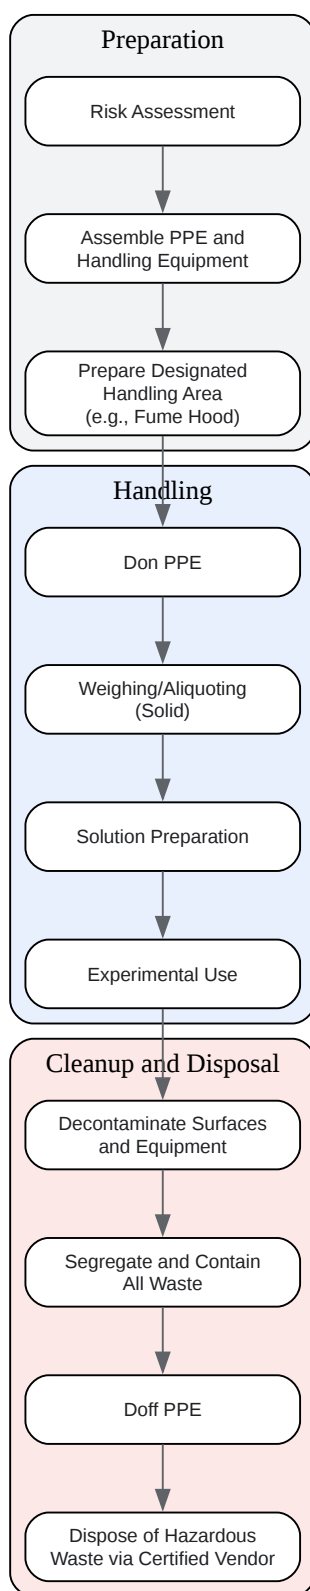 Preparation
Risk Assessment
Assemble PPE and
Handling Equipment
Prepare Designated
Handling Area
(e.g., Fume Hood)
Handling
Don PPE
Weighing/Aliquoting
(Solid)
Solution Preparation
Experimental Use
Cleanup and Disposal
Decontaminate Surfaces
and Equipment
Segregate and Contain
All Waste
Doff PPE
Dispose of Hazardous
Waste via Certified Vendor